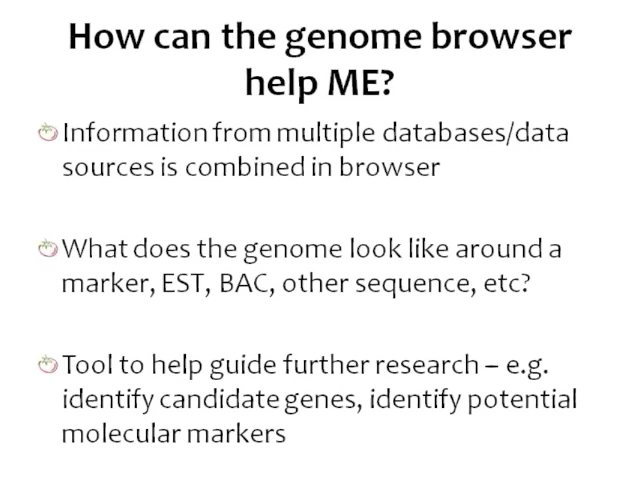 How can the genome browser
help ME?
Information from multiple databases/data
sources is combined in browser
What does the genome look like around a
marker, EST, BAC, other sequence, etc?
Tool to help guide further research – e.g.
identify candidate genes, identify potential
molecular markers